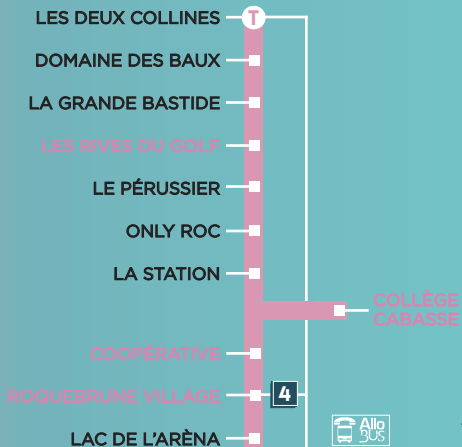 LES DEUX COLLINES
T
DOMAINE DES BAUX
LA GRANDE BASTIDE
LES RIVES DU GOLF
LE PÉRUSSIER
ONLY ROC
LA STATION
COLLÈGE
CABASSE
COOPÉRATIVE
ROQUEBRUNE VILLAGE
4
LAC DE L'ARÈNA
Allo
BUS